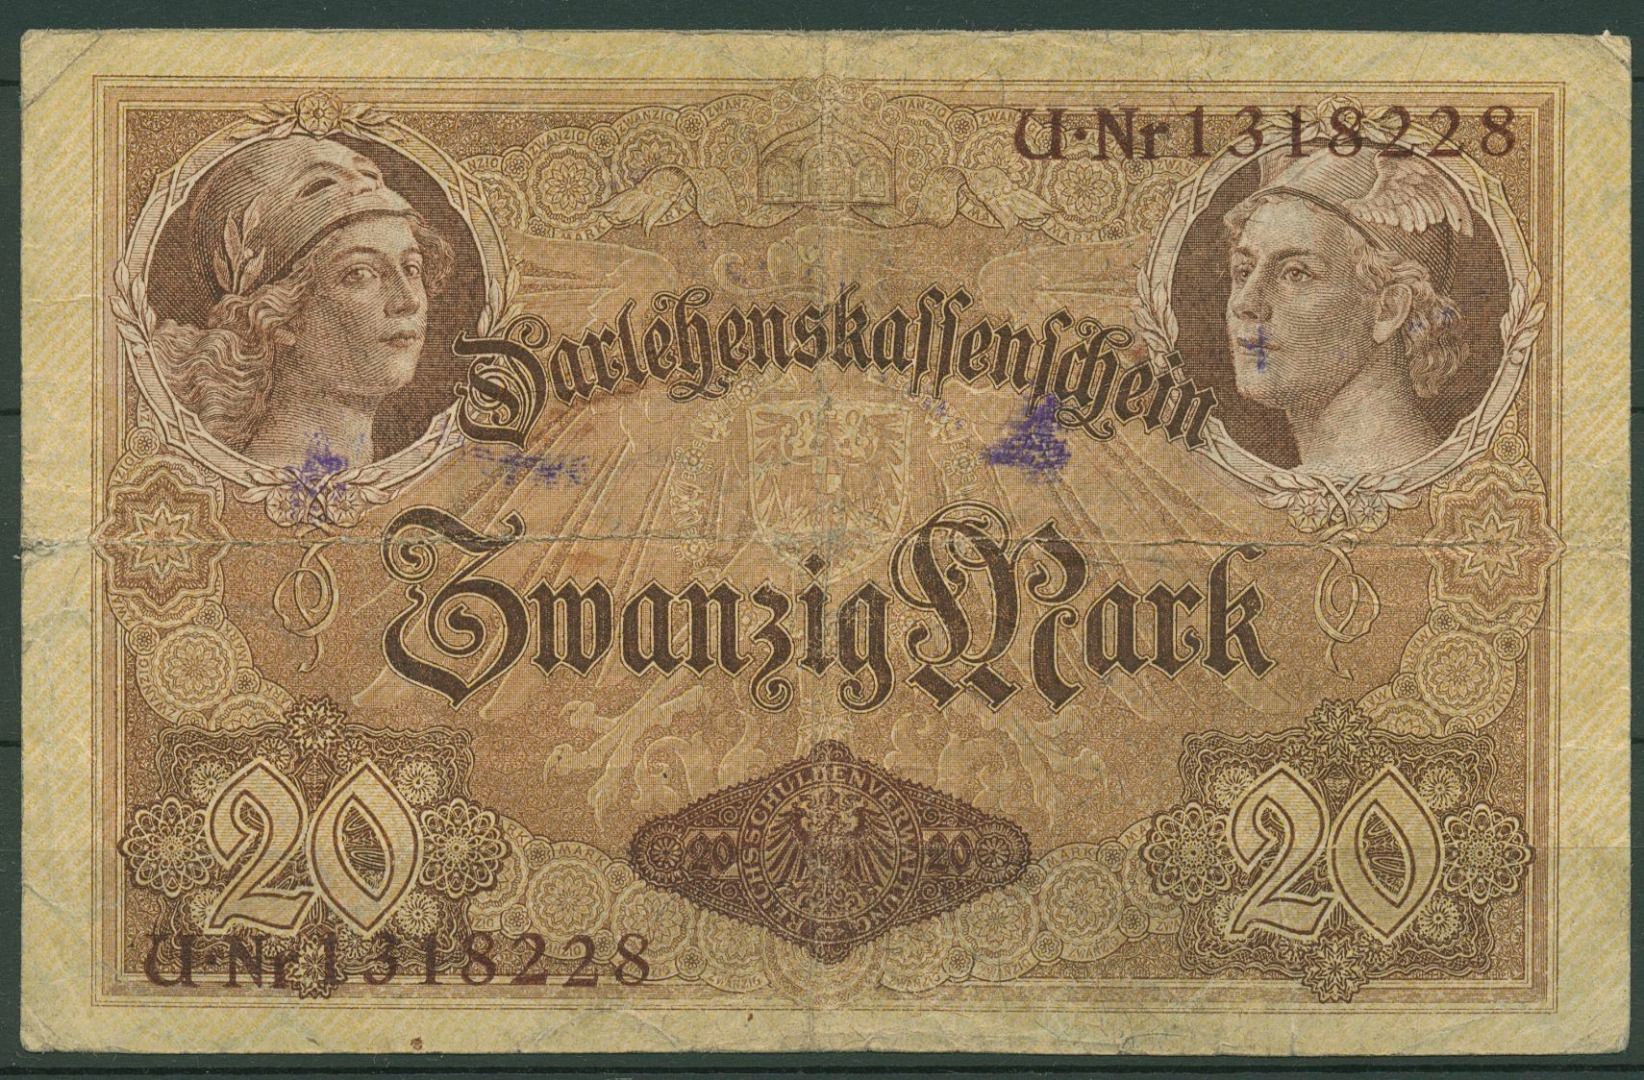 U·Nr 1318228
Darlehenskassenschein
Zwanzig Mark
20
20
REICHSSCHULDENVERWALTUNG
20
20
U·Nr 1318228